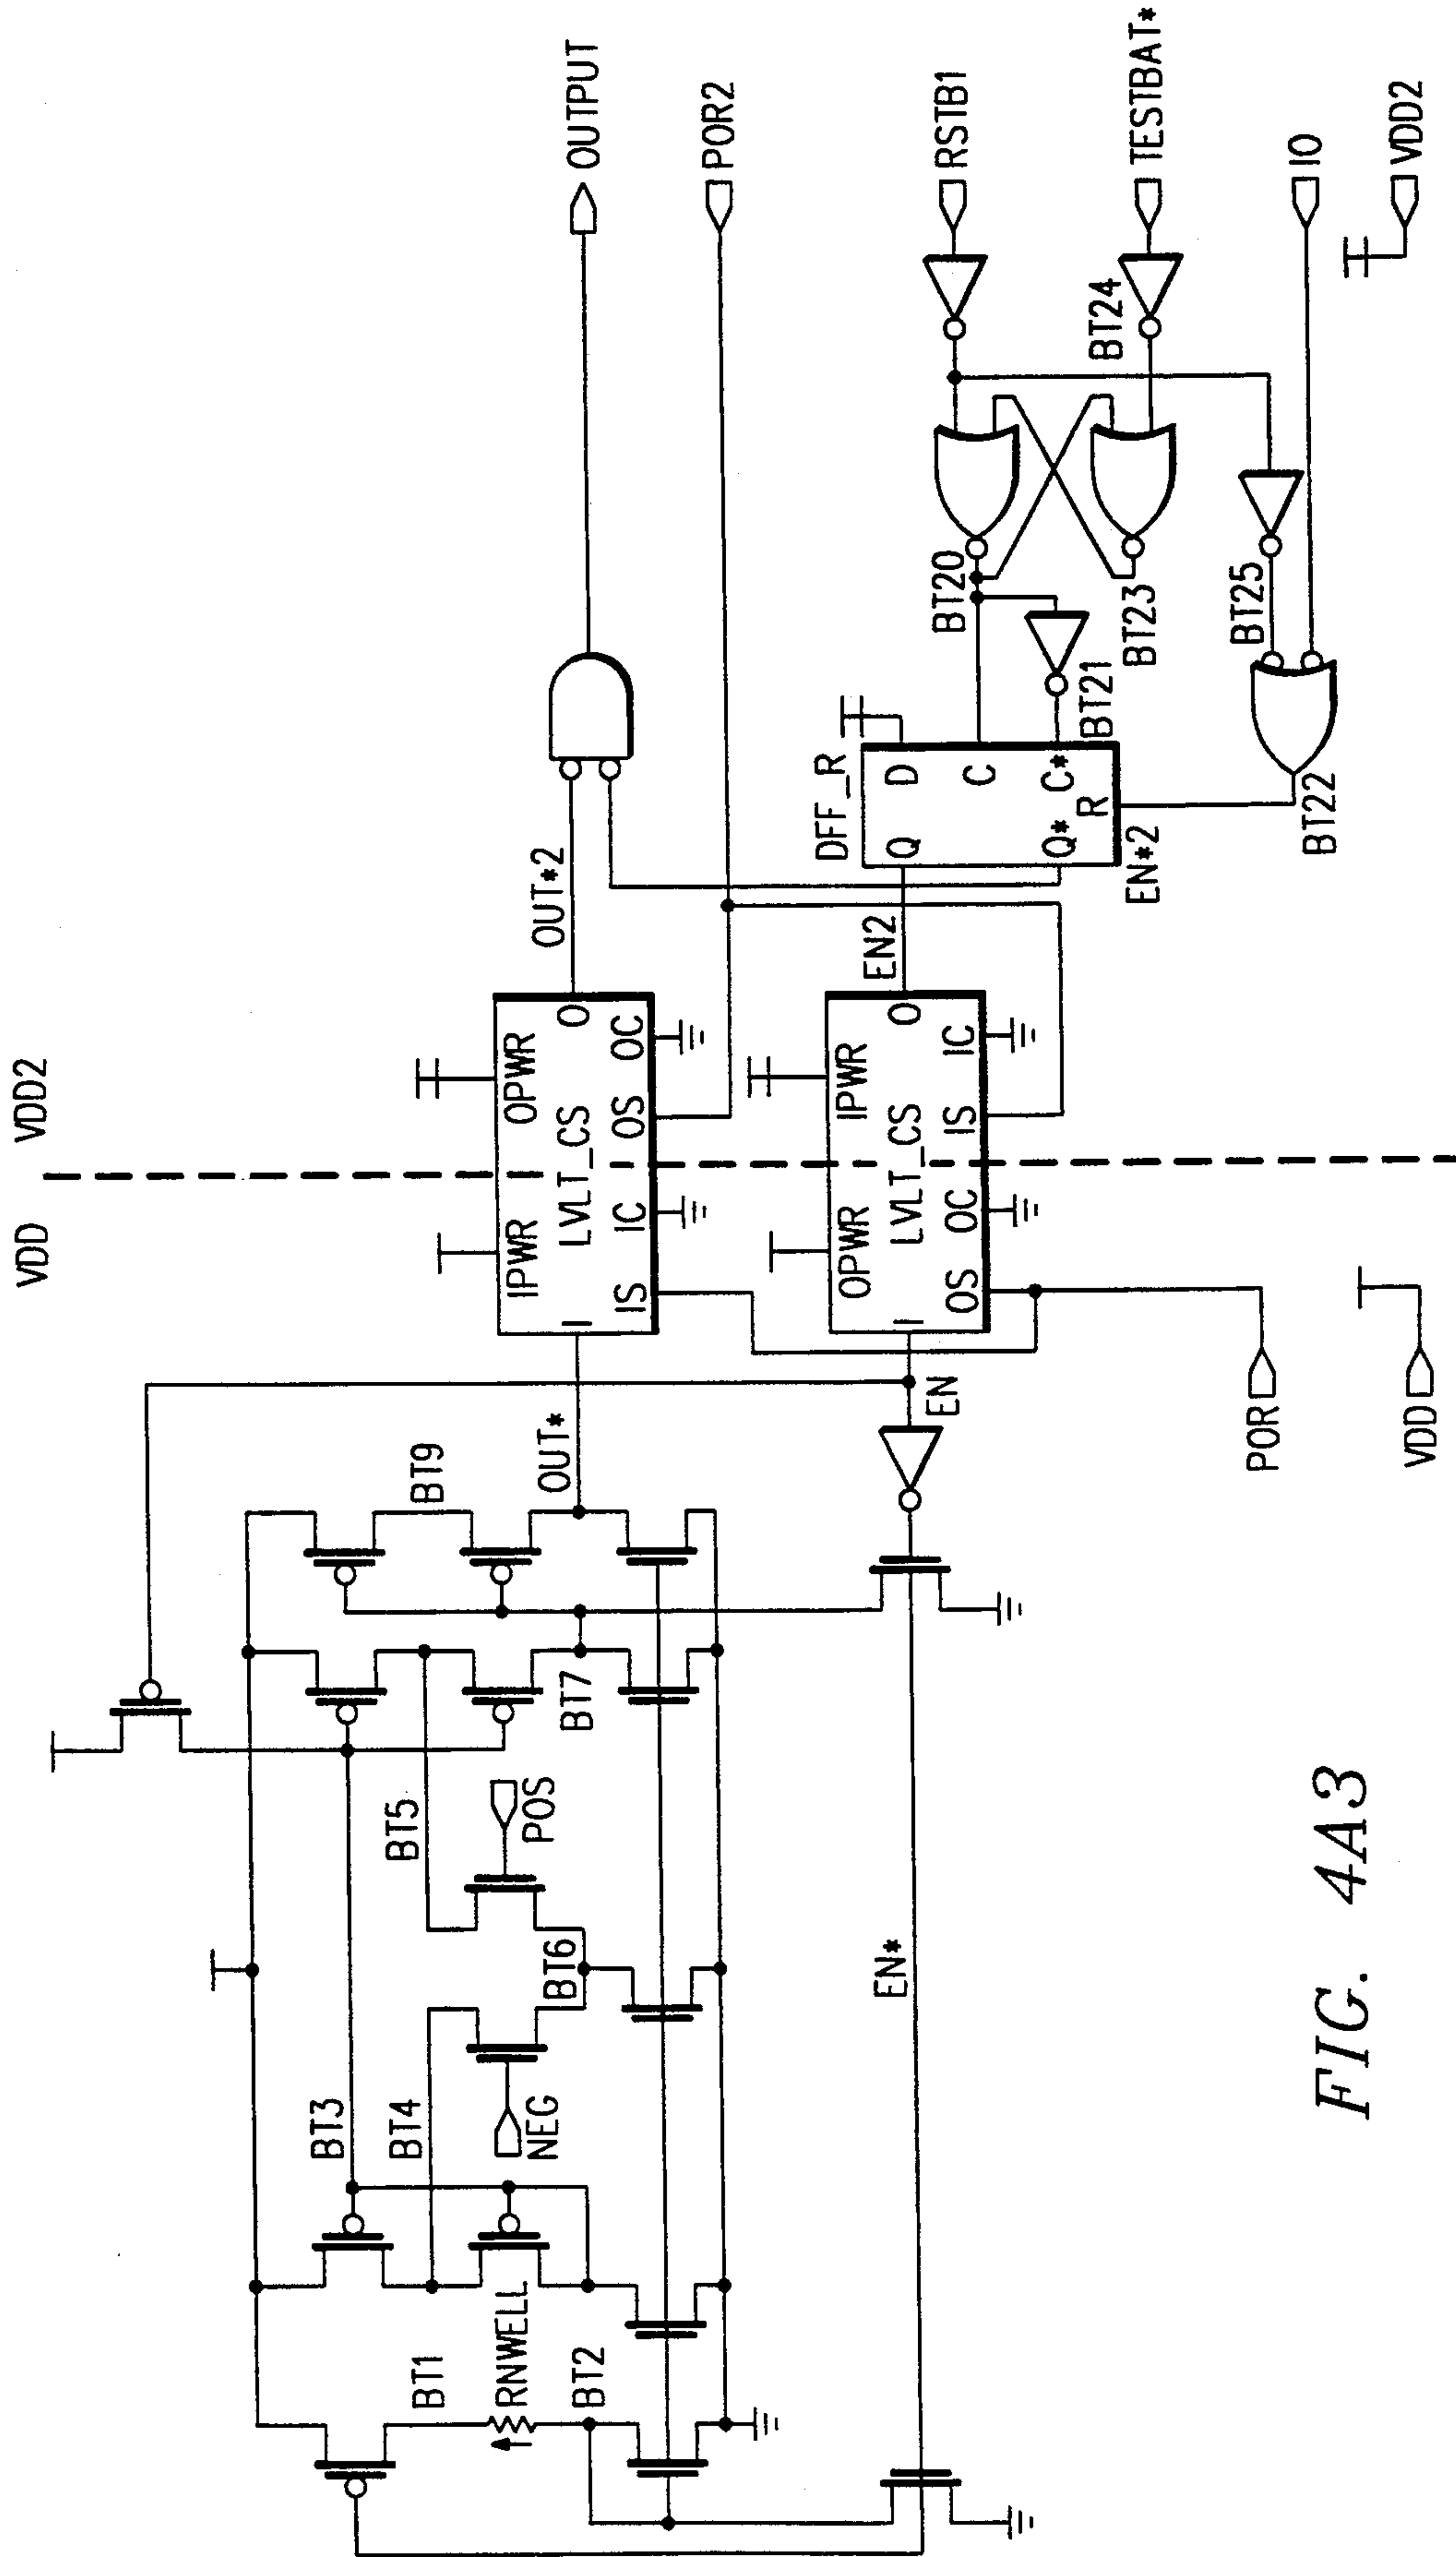 VDD
VDD2
OUTPUT
POR2
RSTB1
TESTBAT*
IO
VDD2
BT24
BT20
BT23
BT25
BT21
BT22
DFF_R
D
C
C*
R
Q
Q*
EN*2
EN2
OUT*2
OPWR
O
OC
OS
LVLT_CS
IPWR
IC
IS
I
IPWR
O
IC
IS
LVLT_CS
OPWR
OC
OS
I
EN
POR
VDD
OUT*
BT9
BT7
BT5
POS
BT6
EN*
BT3
BT4
NEG
RNWELL
BT1
BT2
FIG. 4A3